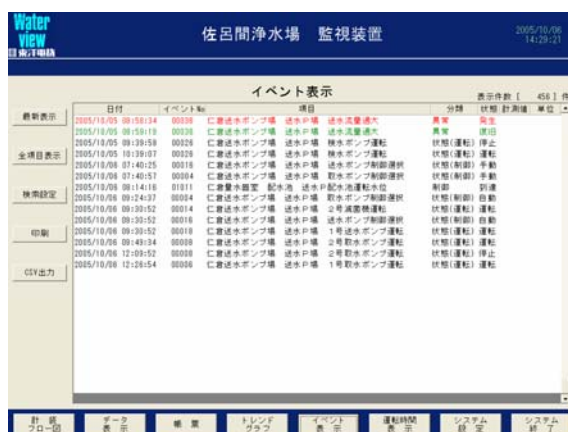 Water
view
佐呂間浄水場 監視装置
2005/10/06
14:29:21
イベント表示
表示件数 [ 456 ] 件
日付 イベントNo 項目 分類 状態 計測値 単位
最新表示
全項目表示
検索設定
印刷
CSV出力
2005/10/05 09:58:34 00036 仁倉送水ポンプ場 送水P場 送水流量過大 異常 発生
2005/10/05 09:59:19 00036 仁倉送水ポンプ場 送水P場 送水流量過大 異常 復旧
2005/10/05 09:39:58 00026 仁倉送水ポンプ場 送水P場 検水ポンプ運転 状態(運転) 停止
2005/10/05 10:39:07 00026 仁倉送水ポンプ場 送水P場 検水ポンプ運転 状態(運転) 運転
2005/10/06 07:40:25 00016 仁倉送水ポンプ場 送水P場 送水ポンプ制御選択 状態(制御) 手動
2005/10/06 07:40:57 00004 仁倉送水ポンプ場 送水P場 取水ポンプ制御選択 状態(制御) 手動
2005/10/06 08:14:16 01011 仁倉量水器室 配水池 送水P配水池運転水位 制御 到達
2005/10/06 09:24:37 00004 仁倉送水ポンプ場 送水P場 取水ポンプ制御選択 状態(制御) 自動
2005/10/06 09:30:52 00014 仁倉送水ポンプ場 送水P場 2号滅菌機運転 状態(運転) 運転
2005/10/06 09:30:52 00016 仁倉送水ポンプ場 送水P場 送水ポンプ制御選択 状態(制御) 自動
2005/10/06 09:30:52 00018 仁倉送水ポンプ場 送水P場 1号送水ポンプ運転 状態(運転) 運転
2005/10/06 09:49:34 00008 仁倉送水ポンプ場 送水P場 2号取水ポンプ運転 状態(運転) 運転
2005/10/06 12:09:52 00008 仁倉送水ポンプ場 送水P場 2号取水ポンプ運転 状態(運転) 停止
2005/10/06 12:26:54 00006 仁倉送水ポンプ場 送水P場 1号取水ポンプ運転 状態(運転) 運転
計装フロー図
データ表示
帳票
トレンドグラフ
イベント表示
運転時間表示
システム設定
システム終了